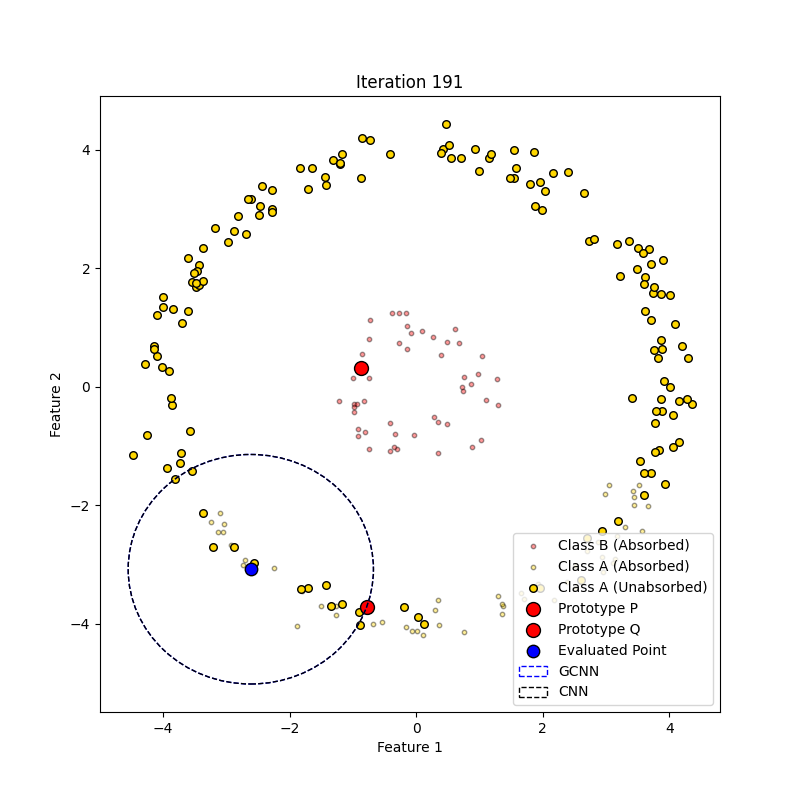 Iteration 191
Feature 2
4
2
0
−2
−4
−4
−2
0
2
4
Feature 1
Class B (Absorbed)
Class A (Absorbed)
Class A (Unabsorbed)
Prototype P
Prototype Q
Evaluated Point
GCNN
CNN